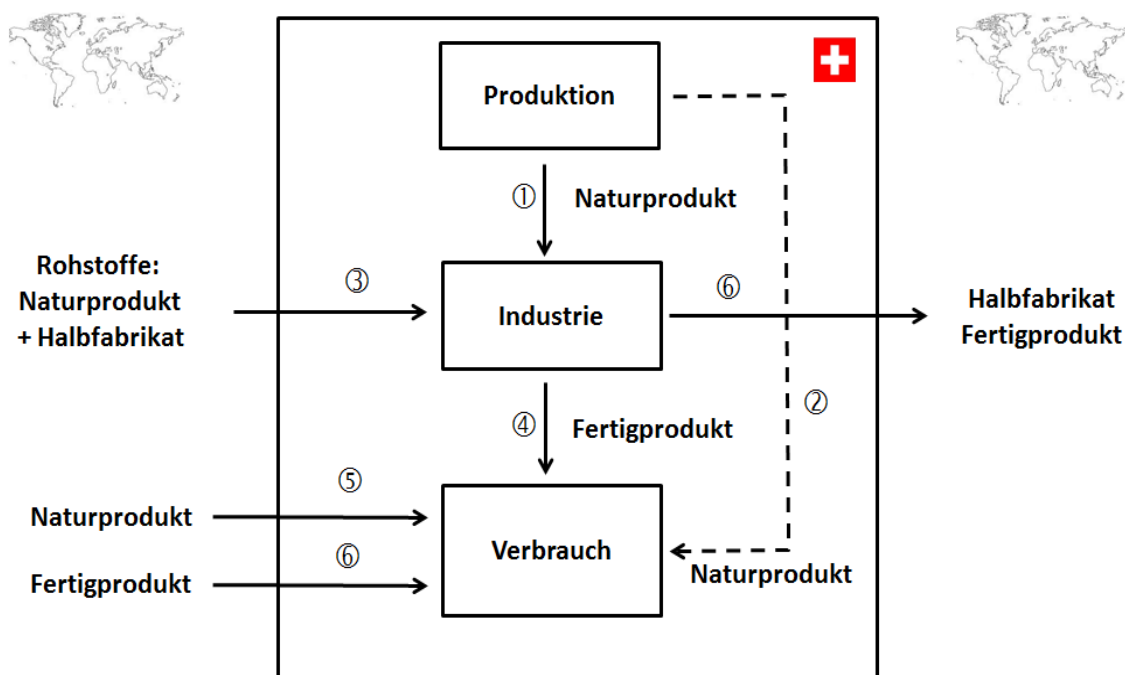 Produktion
①
Naturprodukt
Rohstoffe:
Naturprodukt
+ Halbfabrikat
③
Industrie
⑥
Halbfabrikat
Fertigprodukt
④
Fertigprodukt
②
⑤
Naturprodukt
Verbrauch
⑥
Fertigprodukt
Naturprodukt